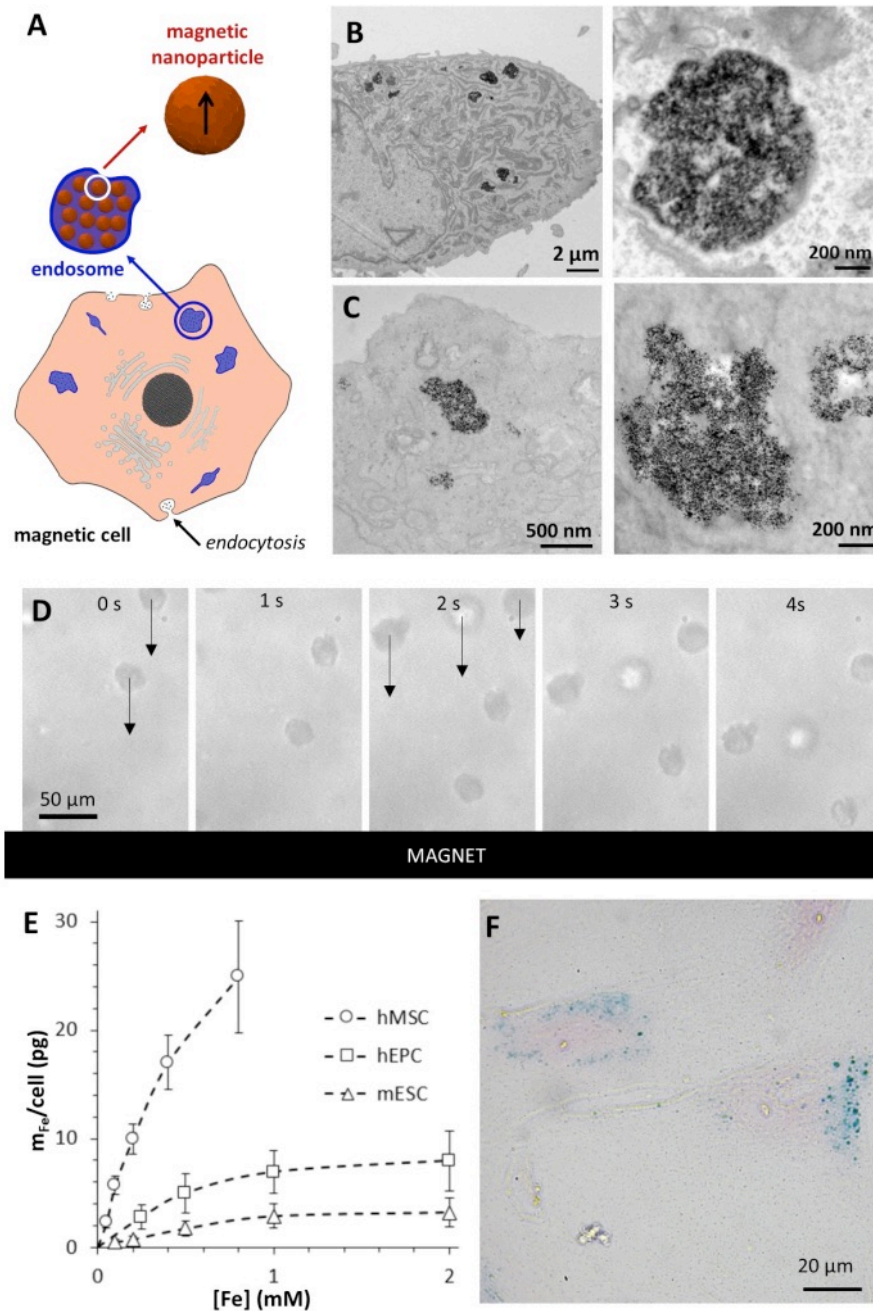 A
magnetic
nanoparticle
endosome
magnetic cell
endocytosis
B
2 µm
200 nm
C
500 nm
200 nm
D
0 s
1 s
2 s
3 s
4s
50 µm
MAGNET
E
30
20
10
0
0
1
2
mFe/cell (pg)
[Fe] (mM)
hMSC
hEPC
mESC
F
20 µm